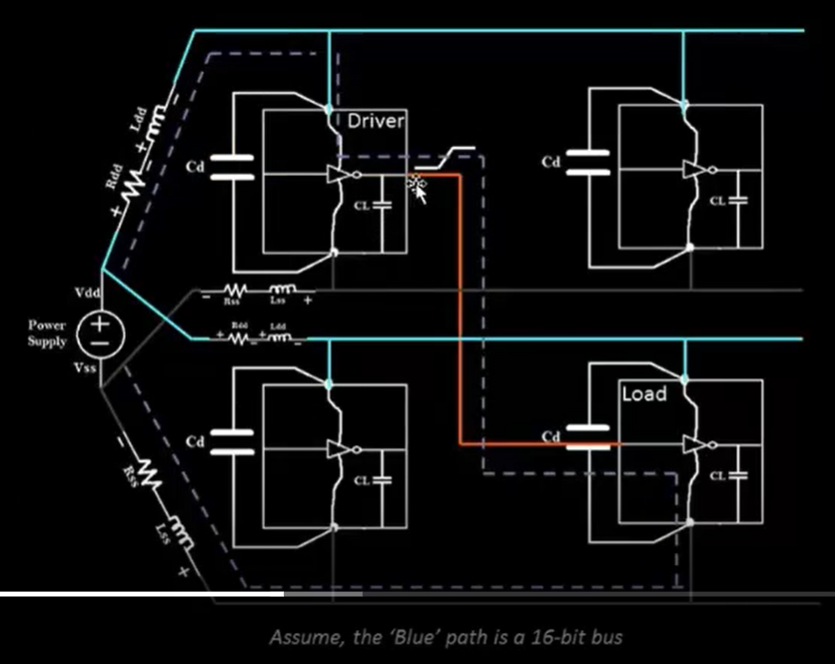 Ldd
Rdd
Driver
Cd
CL
Cd
CL
Vdd
Rss Lss
Power
Supply
Rdd Ldd
Vss
Load
Cd
CL
Cd
CL
Rss
Lss
Assume, the ‘Blue’ path is a 16-bit bus